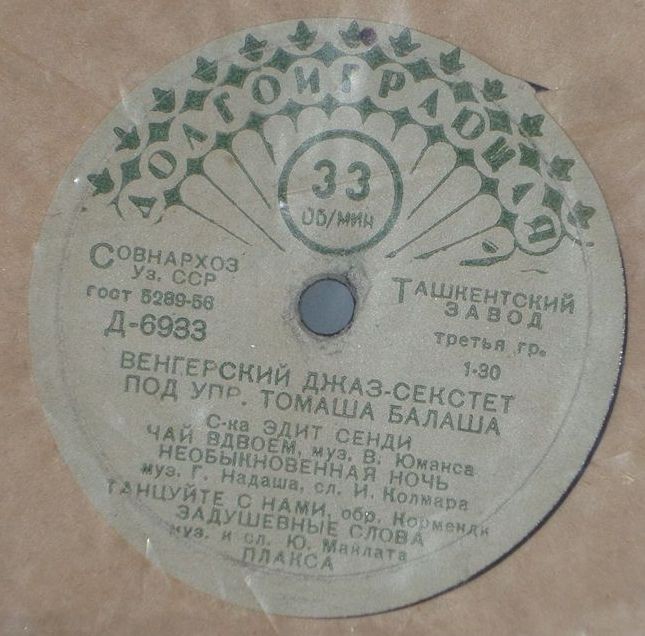 ДОЛГОИГРАЮЩАЯ
33
ОБ/МИН
СОВНАРХОЗ
Уз. ССР
ГОСТ 5289-56
Д-6933
ТАШКЕНТСКИЙ
ЗАВОД
третья гр.
1-30
ВЕНГЕРСКИЙ ДЖАЗ-СЕКСТЕТ
ПОД УПР. ТОМАША БАЛАША
С-ка ЭДИТ СЕНДИ
ЧАЙ ВДВОЕМ, муз. В. Юманса
НЕОБЫКНОВЕННАЯ НОЧЬ
муз. Г. Надаша, сл. И. Колмара
ТАНЦУЙТЕ С НАМИ, обр. Корменди
ЗАДУШЕВНЫЕ СЛОВА
муз. и сл. Ю. Маклата
ПЛАКСА